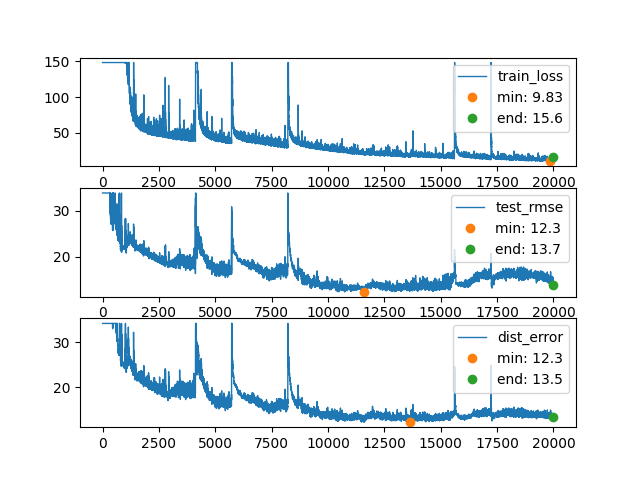 150
100
50
train_loss
min: 9.83
end: 15.6
0 2500 5000 7500 10000 12500 15000 17500 20000
30
20
test_rmse
min: 12.3
end: 13.7
0 2500 5000 7500 10000 12500 15000 17500 20000
30
20
dist_error
min: 12.3
end: 13.5
0 2500 5000 7500 10000 12500 15000 17500 20000